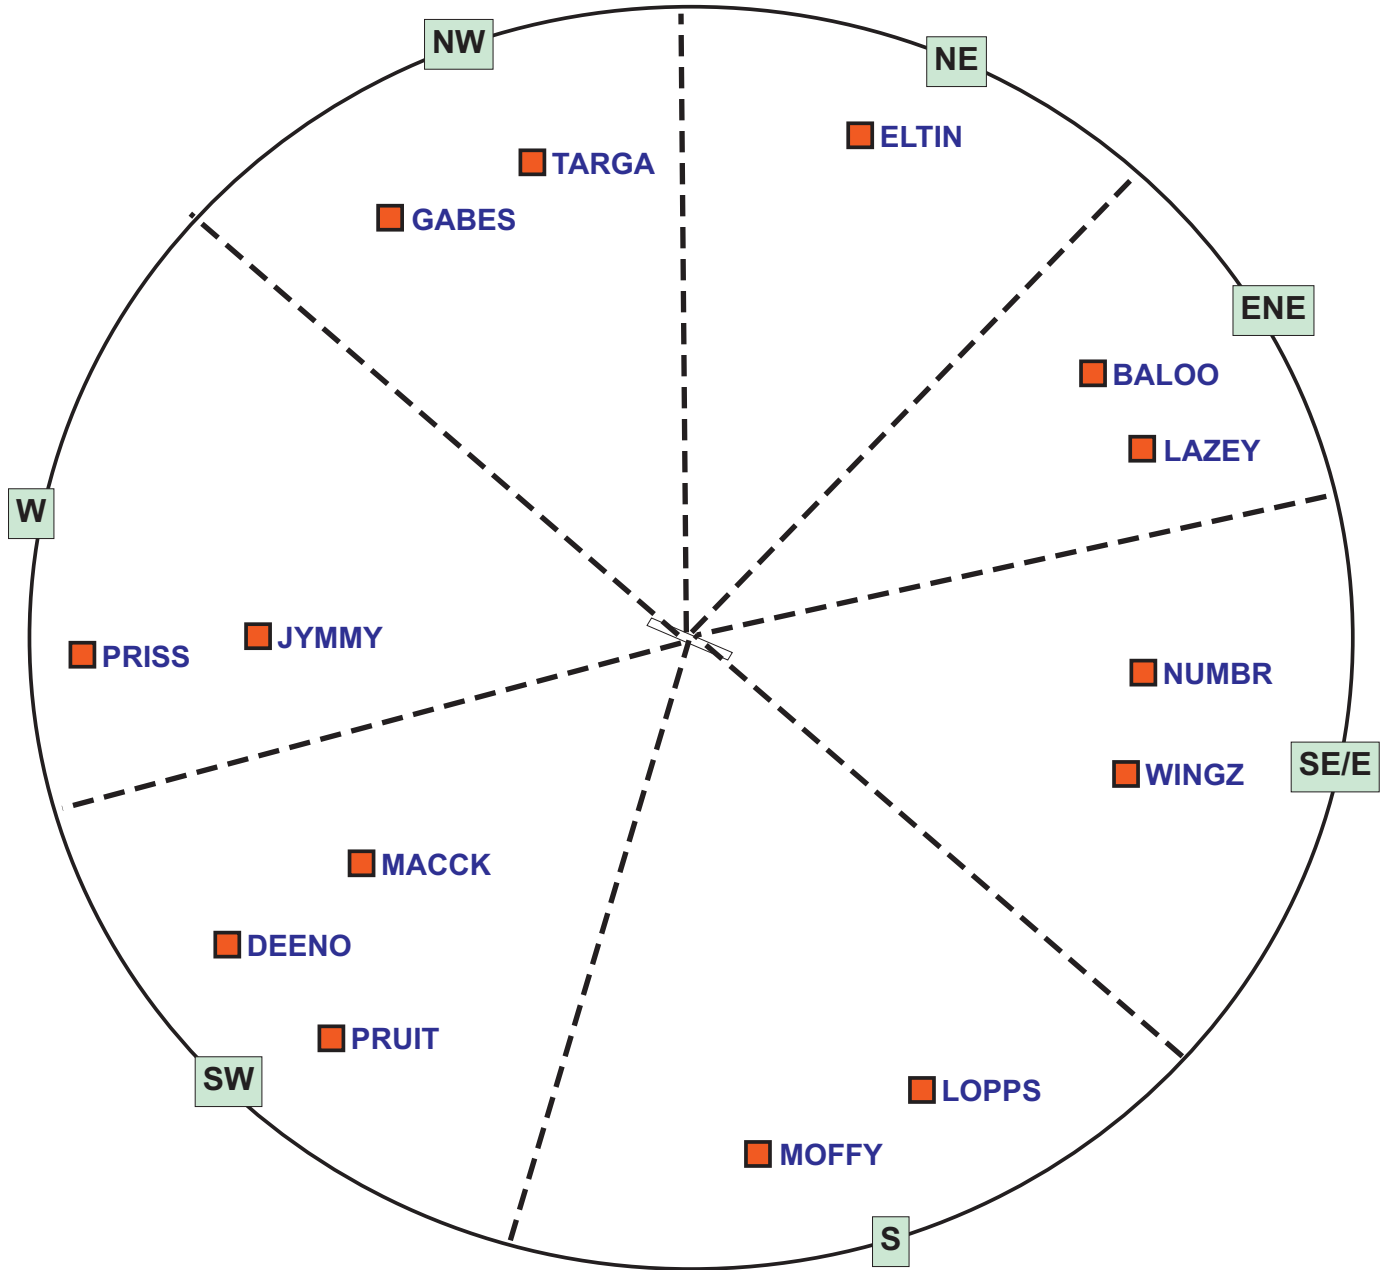 NW
NE
ELTIN
TARGA
GABES
ENE
BALOO
LAZEY
W
JYMMY
PRISS
NUMBR
SE/E
WINGZ
MACCK
DEENO
PRUIT
SW
LOPPS
MOFFY
S